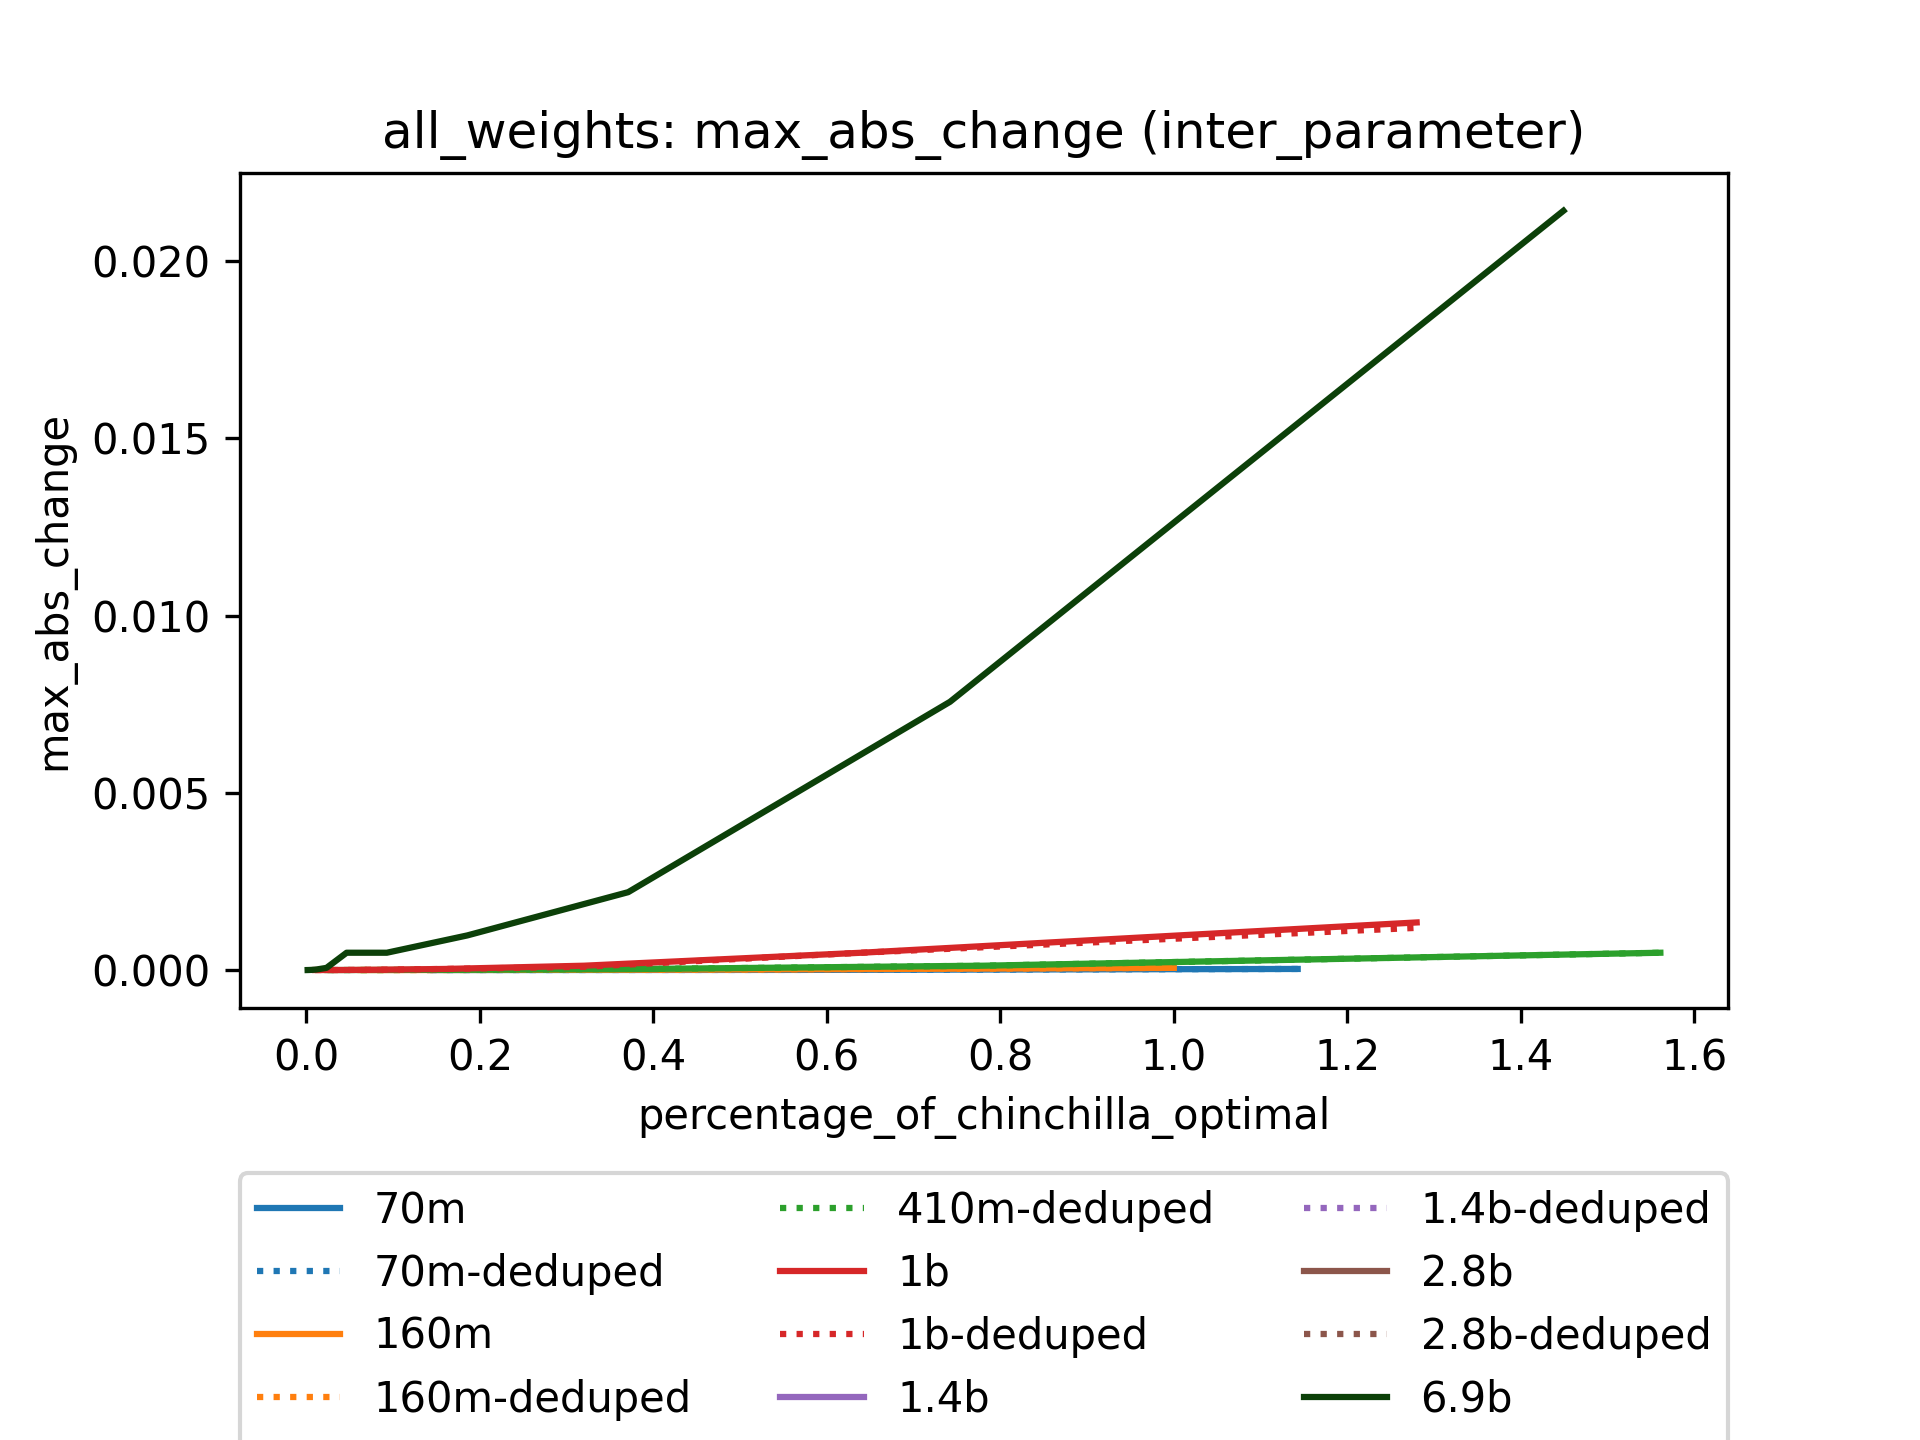 all_weights: max_abs_change (inter_parameter)
max_abs_change
0.020
0.015
0.010
0.005
0.000
0.0 0.2 0.4 0.6 0.8 1.0 1.2 1.4 1.6
percentage_of_chinchilla_optimal
70m
70m-deduped
160m
160m-deduped
410m-deduped
1b
1b-deduped
1.4b
1.4b-deduped
2.8b
2.8b-deduped
6.9b